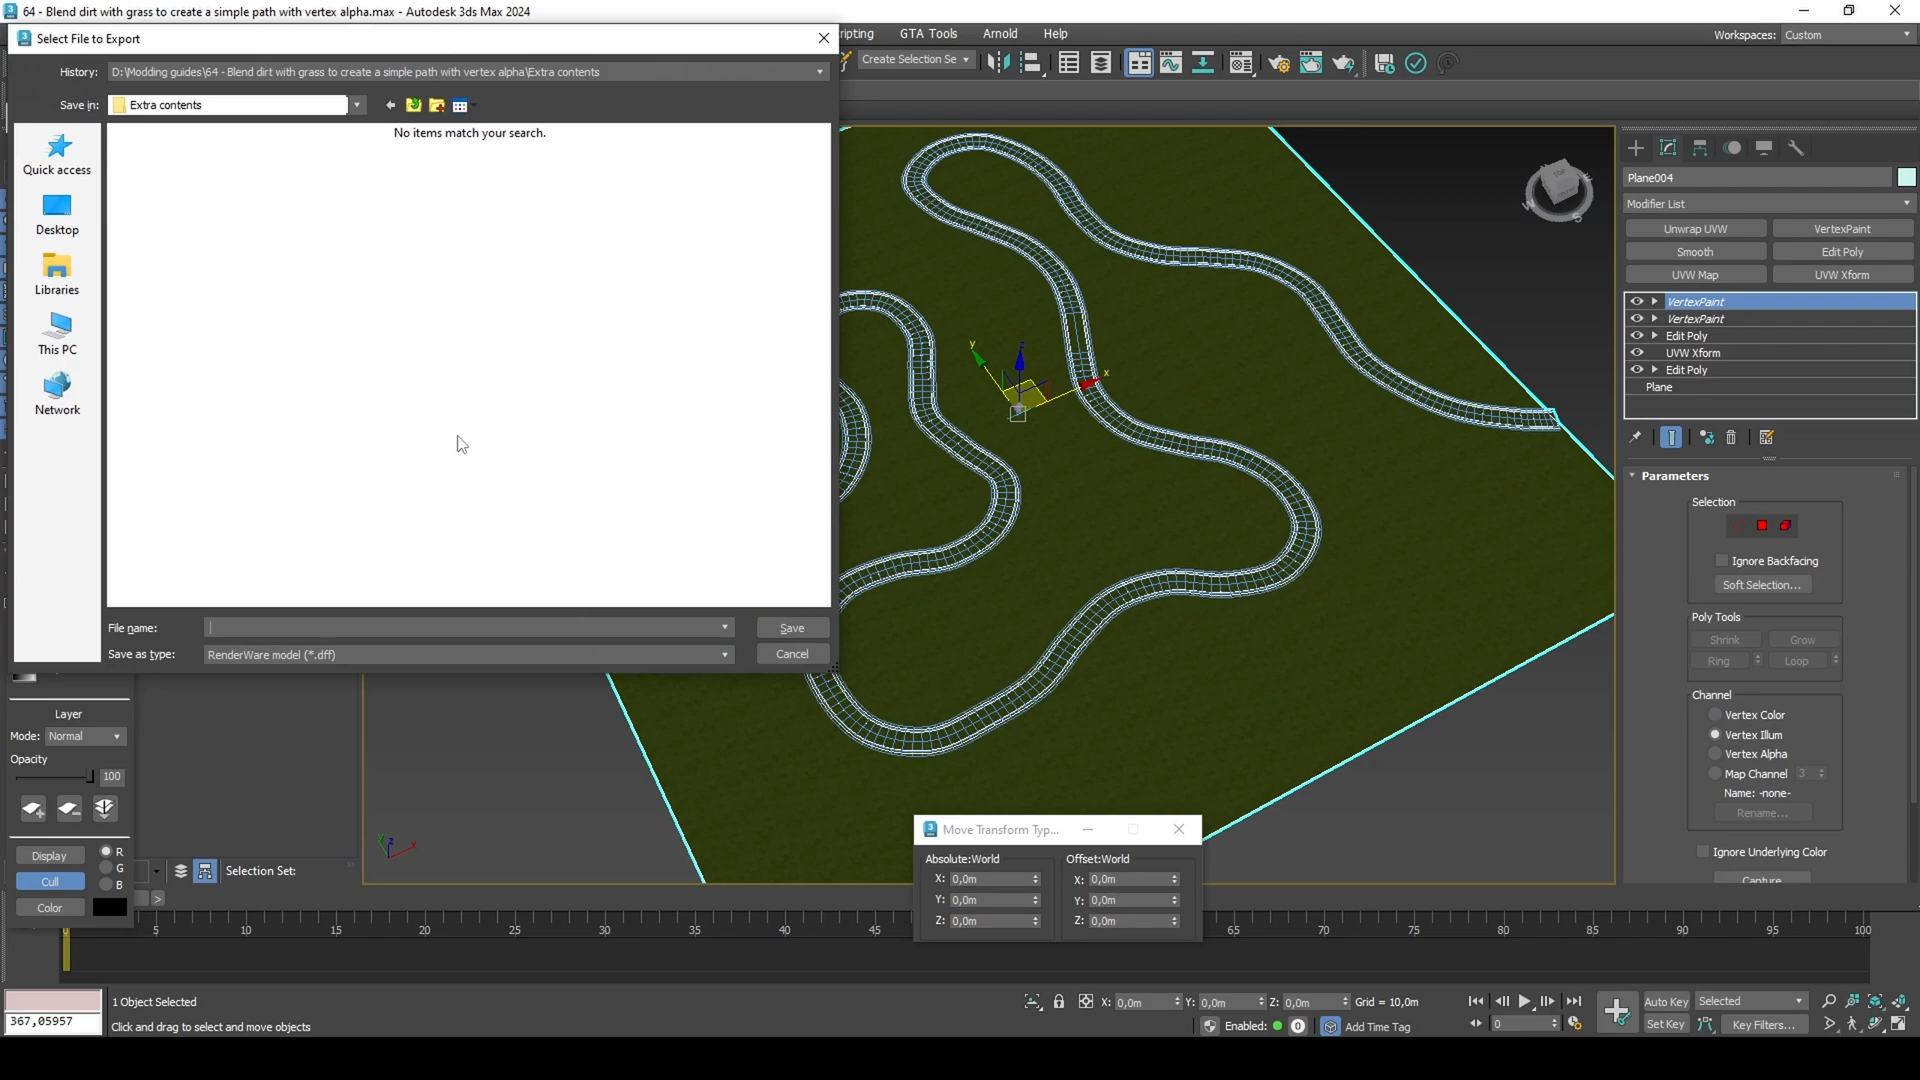 64 - Blend dirt with grass to create a simple path with vertex alpha.max - Autodesk 3ds Max 2024
Select File to Export
ripting GTA Tools Arnold Help
Workspaces: Custom
History: D:\Modding guides\64 - Blend dirt with grass to create a simple path with vertex alpha\Extra contents
Create Selection Se
Save in: Extra contents
No items match your search.
Quick access
Desktop
Libraries
This PC
Network
File name:
Save
Save as type: RenderWare model (*.dff)
Cancel
TOP
W
S
y
z
x
Plane004
Modifier List
Unwrap UVW VertexPaint
Smooth Edit Poly
UVW Map UVW Xform
VertexPaint
VertexPaint
Edit Poly
UVW Xform
Edit Poly
Plane
Parameters
Selection
Ignore Backfacing
Soft Selection...
Poly Tools
Shrink Grow
Ring Loop
Channel
Vertex Color
Vertex Illum
Vertex Alpha
Map Channel 3
Name: -none-
Rename...
Ignore Underlying Color
Capture
Layer
Mode: Normal
Opacity
100
Display
Cull
Color
R
G
B
Selection Set:
y z x
Move Transform Typ...
Absolute:World Offset:World
X: 0,0m X: 0,0m
Y: 0,0m Y: 0,0m
Z: 0,0m Z: 0,0m
5 10 15 20 25 30 35 40 45 65 70 75 80 85 90 95 100
367,05957
1 Object Selected
Click and drag to select and move objects
X: 0,0m Y: 0,0m Z: 0,0m Grid = 10,0m
Enabled: 0 Add Time Tag
0
Auto Key Selected
Set Key Key Filters...